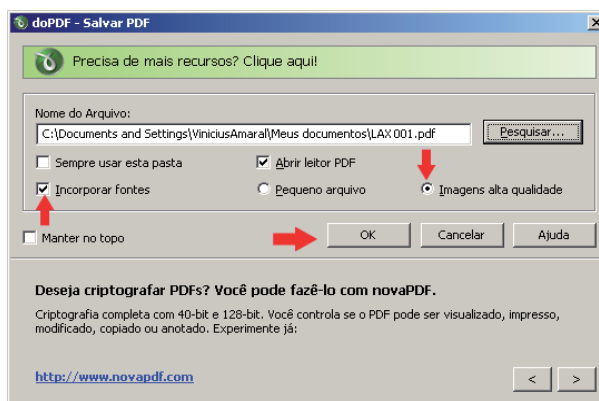 doPDF - Salvar PDF
Precisa de mais recursos? Clique aqui!
Nome do Arquivo:
C:\Documents and Settings\ViniciusAmaral\Meus documentos\LAX 001.pdf Pesquisar...
Sempre usar esta pasta Abrir leitor PDF
Incorporar fontes Pequeno arquivo Imagens alta qualidade
Manter no topo OK Cancelar Ajuda
Deseja criptografar PDFs? Você pode fazê-lo com novaPDF.
Criptografia completa com 40-bit e 128-bit. Você controla se o PDF pode ser visualizado, impresso,
modificado, copiado ou anotado. Experimente já:
http://www.novapdf.com < >